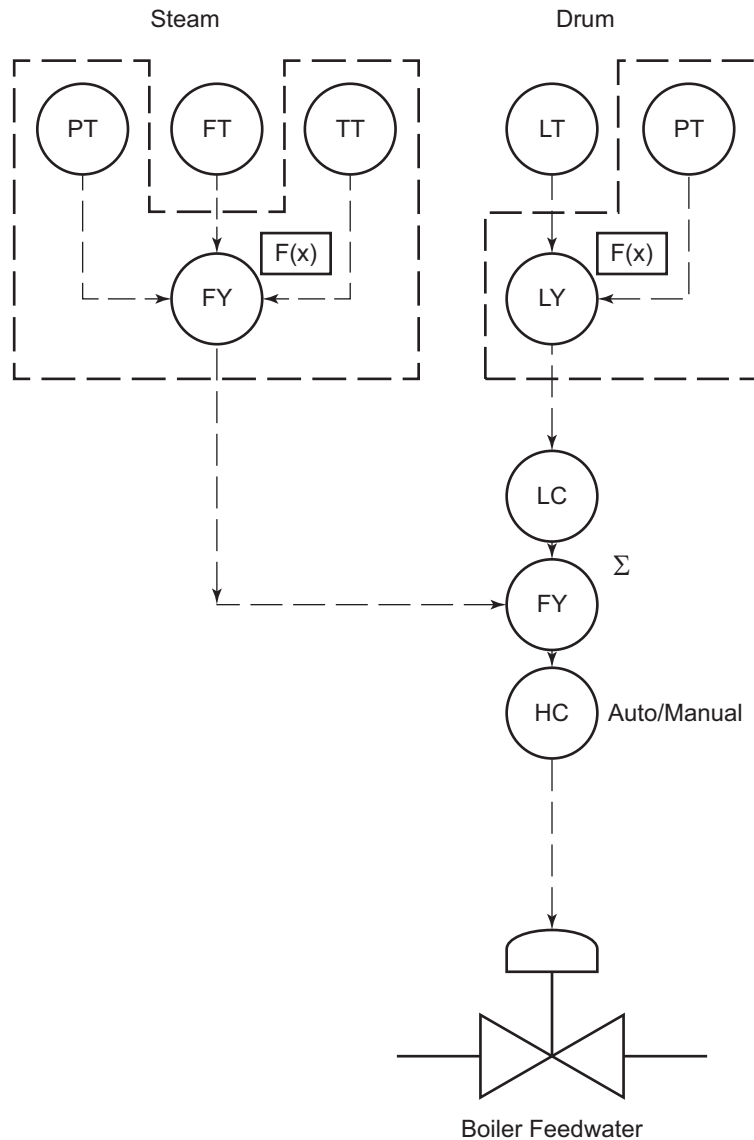 Steam
Drum
PT
FT
TT
LT
PT
F(x)
F(x)
FY
LY
LC
Σ
FY
HC
Auto/Manual
Boiler Feedwater